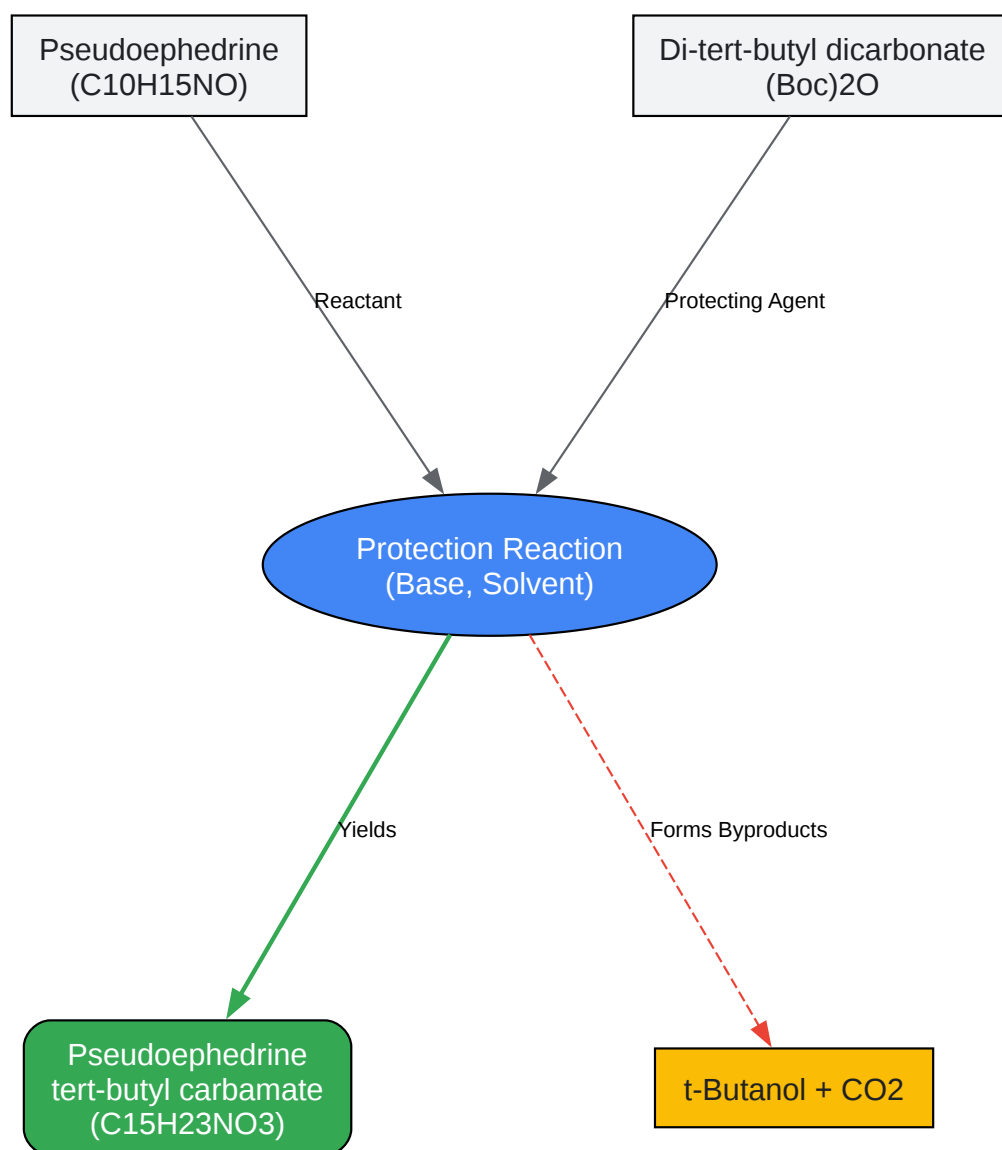 Pseudoephedrine
(C10H15NO)
Di-tert-butyl dicarbonate
(Boc)2O
Reactant
Protecting Agent
Protection Reaction
(Base, Solvent)
Yields
Forms Byproducts
Pseudoephedrine
tert-butyl carbamate
(C15H23NO3)
t-Butanol + CO2